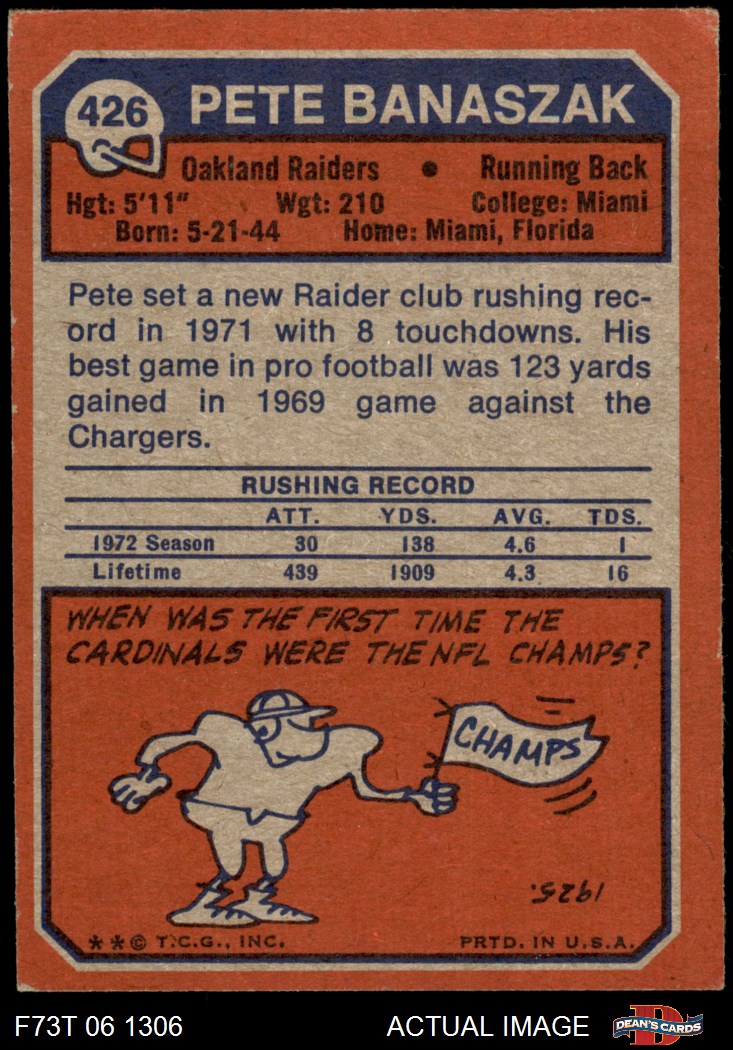 426
PETE BANASZAK
Oakland Raiders • Running Back
Hgt: 5'11" Wgt: 210 College: Miami
Born: 5-21-44 Home: Miami, Florida
Pete set a new Raider club rushing rec-
ord in 1971 with 8 touchdowns. His
best game in pro football was 123 yards
gained in 1969 game against the
Chargers.
RUSHING RECORD
ATT. YDS. AVG. TDS.
1972 Season 30 138 4.6 1
Lifetime 439 1909 4.3 16
WHEN WAS THE FIRST TIME THE
CARDINALS WERE THE NFL CHAMPS?
CHAMPS
1925.
**© T.C.G., INC. PRTD. IN U.S.A.
F73T 06 1306 ACTUAL IMAGE D DEAN'S CARDS